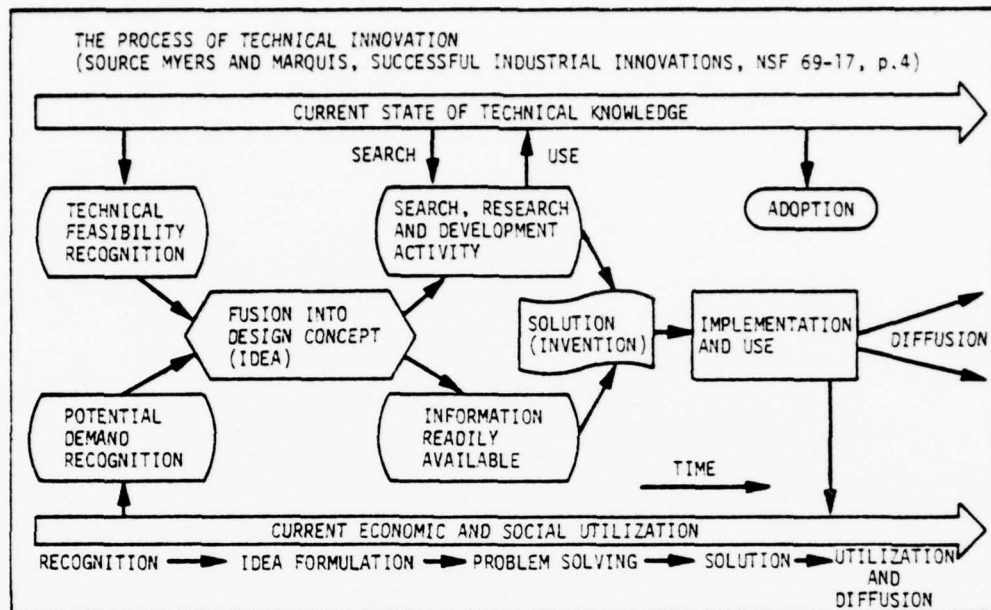 THE PROCESS OF TECHNICAL INNOVATION
(SOURCE MYERS AND MARQUIS, SUCCESSFUL INDUSTRIAL INNOVATIONS, NSF 69-17, p.4)
CURRENT STATE OF TECHNICAL KNOWLEDGE
SEARCH
USE
TECHNICAL
FEASIBILITY
RECOGNITION
SEARCH, RESEARCH
AND DEVELOPMENT
ACTIVITY
ADOPTION
FUSION INTO
DESIGN CONCEPT
(IDEA)
SOLUTION
(INVENTION)
IMPLEMENTATION
AND USE
DIFFUSION
POTENTIAL
DEMAND
RECOGNITION
INFORMATION
READILY
AVAILABLE
TIME
CURRENT ECONOMIC AND SOCIAL UTILIZATION
RECOGNITION IDEA FORMULATION PROBLEM SOLVING SOLUTION UTILIZATION
AND
DIFFUSION